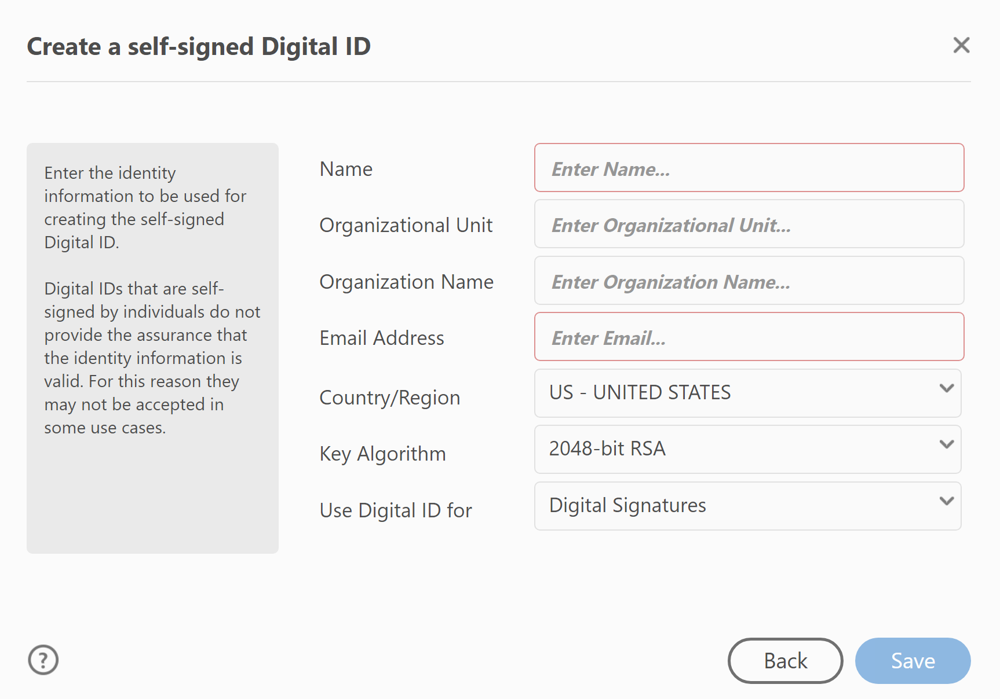 Create a self-signed Digital ID
Enter the identity
information to be used for
creating the self-signed
Digital ID.
Digital IDs that are self-
signed by individuals do not
provide the assurance that
the identity information is
valid. For this reason they
may not be accepted in
some use cases.
Name
Enter Name...
Organizational Unit
Enter Organizational Unit...
Organization Name
Enter Organization Name...
Email Address
Enter Email...
Country/Region
US - UNITED STATES
Key Algorithm
2048-bit RSA
Use Digital ID for
Digital Signatures
?
Back
Save